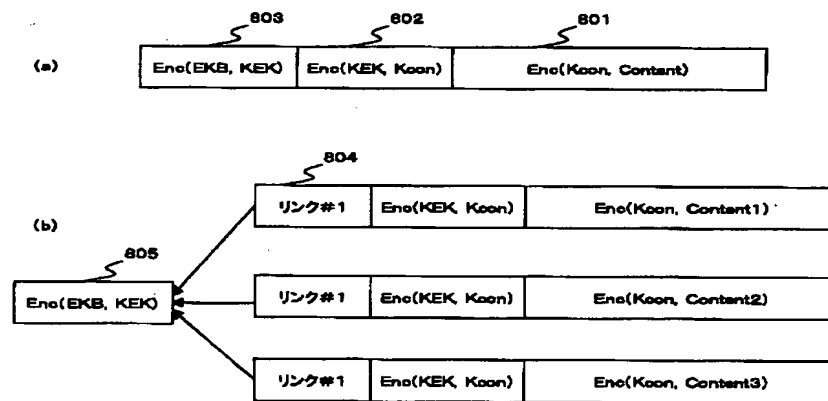 803 802 801
(a) Enc(EKB, KEK) Enc(KEK, Kcon) Enc(Kcon, Content)
804
リンク#1 Enc(KEK, Kcon) Enc(Kcon, Content1)
(b)
805
Enc(EKB, KEK) リンク#1 Enc(KEK, Kcon) Enc(Kcon, Content2)
リンク#1 Enc(KEK, Kcon) Enc(Kcon, Content3)